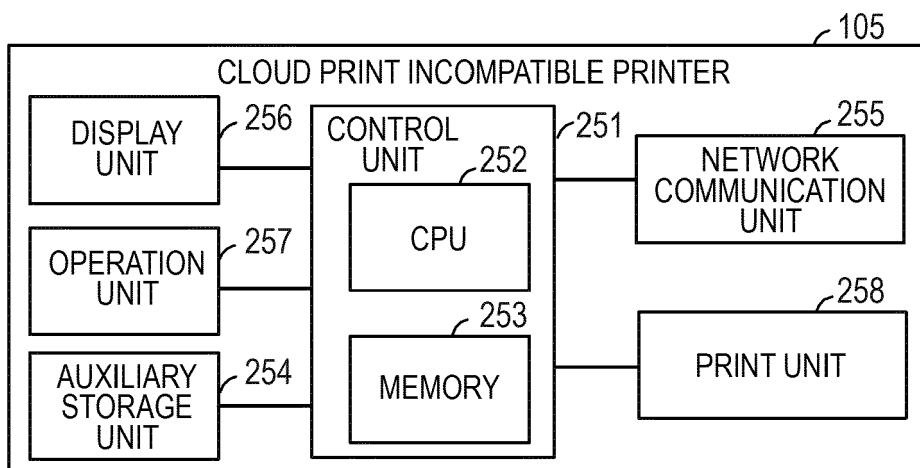 105
CLOUD PRINT INCOMPATIBLE PRINTER
DISPLAY
UNIT
256
OPERATION
UNIT
257
AUXILIARY
STORAGE
UNIT
254
CONTROL
UNIT
251
252
CPU
253
MEMORY
255
NETWORK
COMMUNICATION
UNIT
258
PRINT UNIT